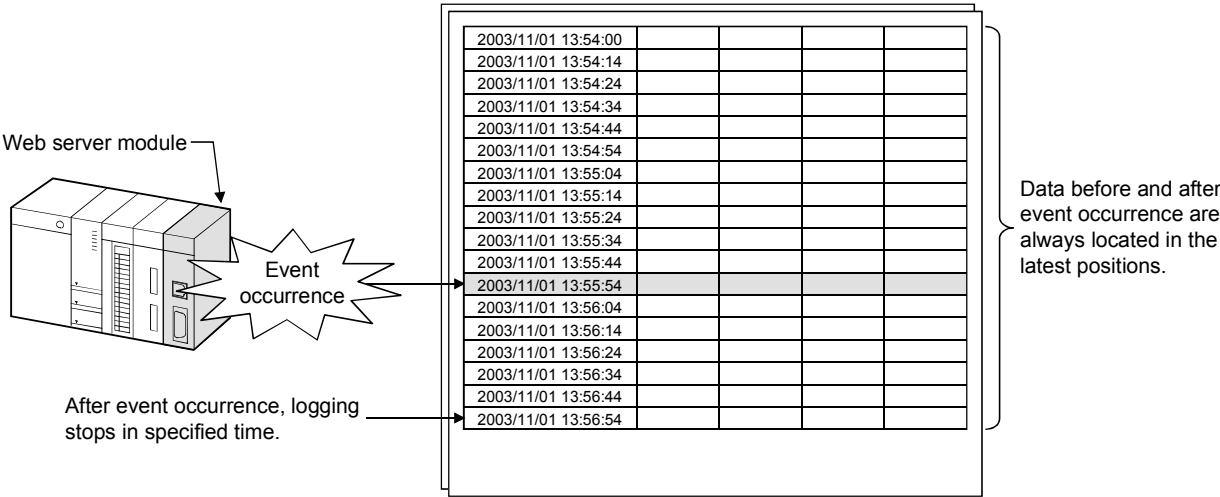 Web server module
Event
occurrence
After event occurrence, logging
stops in specified time.
2003/11/01 13:54:00
2003/11/01 13:54:14
2003/11/01 13:54:24
2003/11/01 13:54:34
2003/11/01 13:54:44
2003/11/01 13:54:54
2003/11/01 13:55:04
2003/11/01 13:55:14
2003/11/01 13:55:24
2003/11/01 13:55:34
2003/11/01 13:55:44
2003/11/01 13:55:54
2003/11/01 13:56:04
2003/11/01 13:56:14
2003/11/01 13:56:24
2003/11/01 13:56:34
2003/11/01 13:56:44
2003/11/01 13:56:54
Data before and after
event occurrence are
always located in the
latest positions.